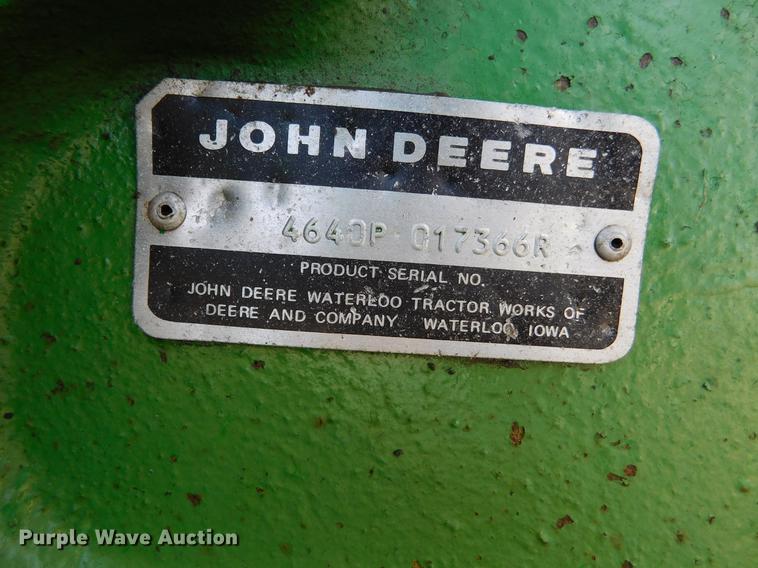 JOHN DEERE
4640P 017366R
PRODUCT SERIAL NO.
JOHN DEERE WATERLOO TRACTOR WORKS OF
DEERE AND COMPANY WATERLOO, IOWA
Purple Wave Auction